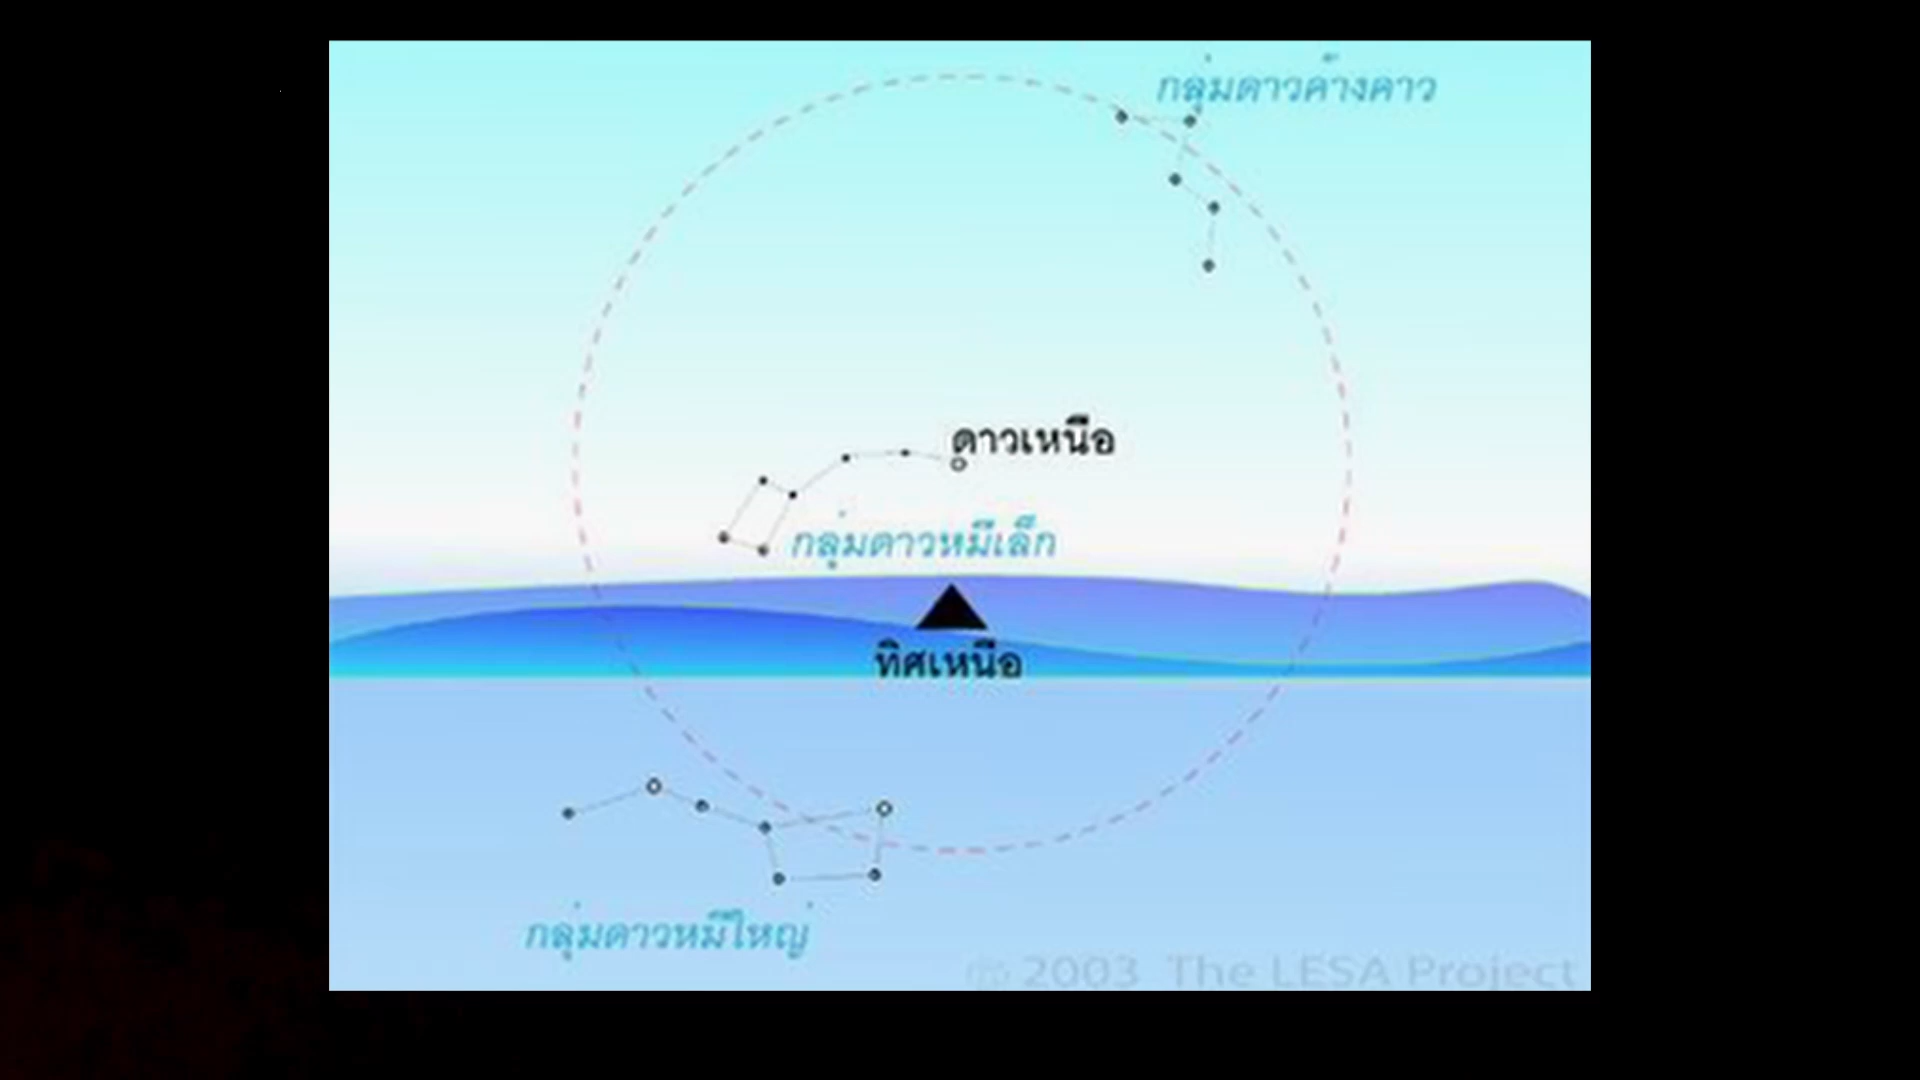 กลุ่มดาวค้างคาว
ดาวเหนือ
กลุ่มดาวหมีเล็ก
ทิศเหนือ
กลุ่มดาวหมีใหญ่
2003 The LESA Project